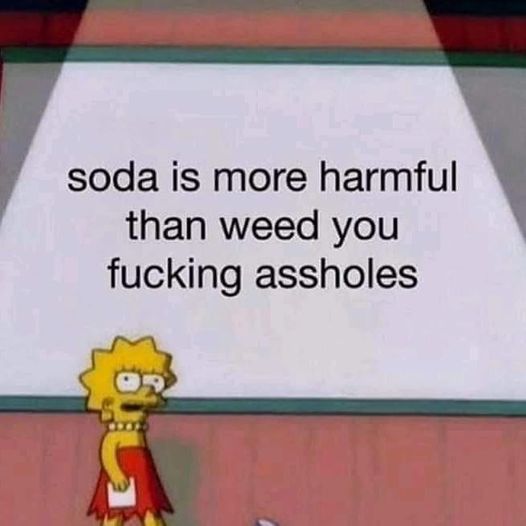 soda is more harmful
than weed you
fucking assholes